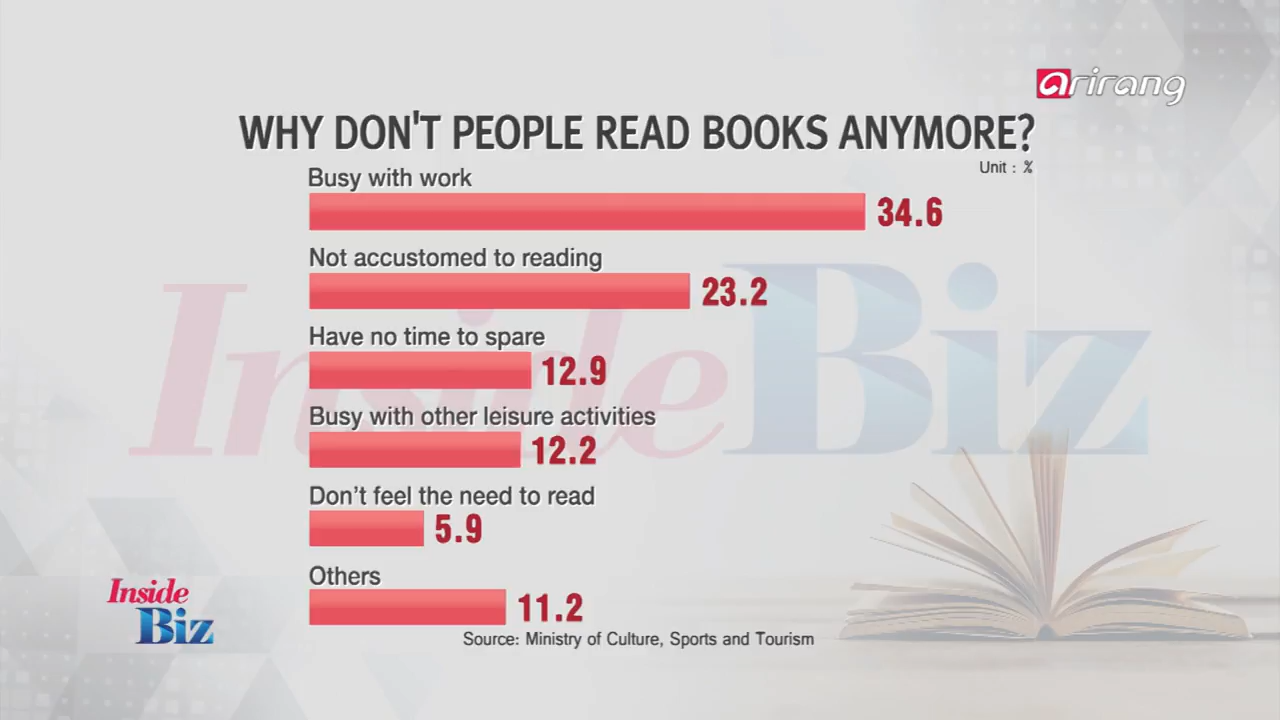 arirang
WHY DON'T PEOPLE READ BOOKS ANYMORE?
Unit : %
Busy with work
34.6
Not accustomed to reading
23.2
Have no time to spare
12.9
Busy with other leisure activities
12.2
Don’t feel the need to read
5.9
Others
11.2
Source: Ministry of Culture, Sports and Tourism
Inside Biz
Inside
Biz